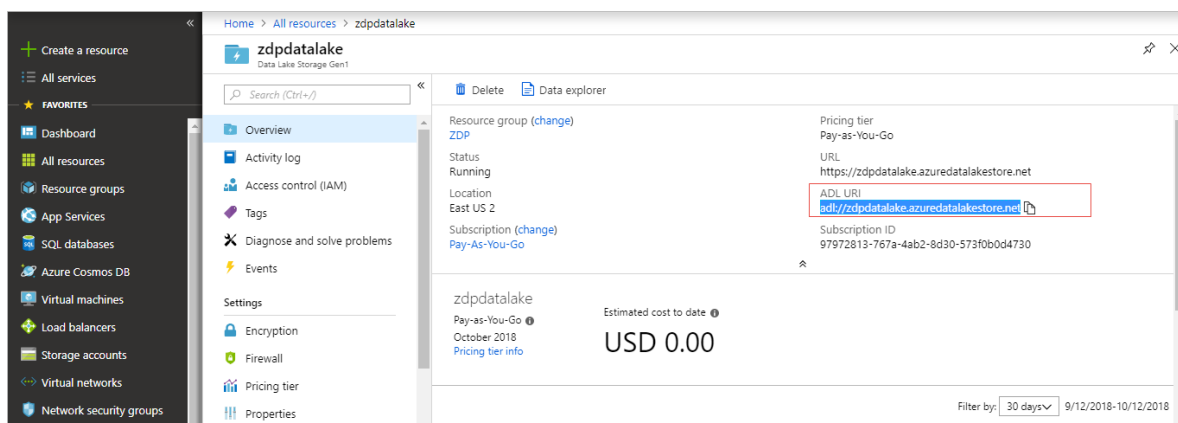 «
Create a resource
All services
FAVORITES
Dashboard
All resources
Resource groups
App Services
SQL databases
Azure Cosmos DB
Virtual machines
Load balancers
Storage accounts
Virtual networks
Network security groups
Home > All resources > zdpdatalake
zdpdatalake
Data Lake Storage Gen1
Search (Ctrl+/)
«
Overview
Activity log
Access control (IAM)
Tags
Diagnose and solve problems
Events
Settings
Encryption
Firewall
Pricing tier
Properties
Delete
Data explorer
Resource group (change)
ZDP
Status
Running
Location
East US 2
Subscription (change)
Pay-As-You-Go
Pricing tier
Pay-as-You-Go
URL
https://zdpdatalake.azuredatalakestore.net
ADL URI
adl://zdpdatalake.azuredatalakestore.net
Subscription ID
97972813-767a-4ab2-8d30-573f0b0d4730
zdpdatalake
Pay-as-You-Go
October 2018
Pricing tier info
Estimated cost to date
USD 0.00
Filter by: 30 days 9/12/2018-10/12/2018